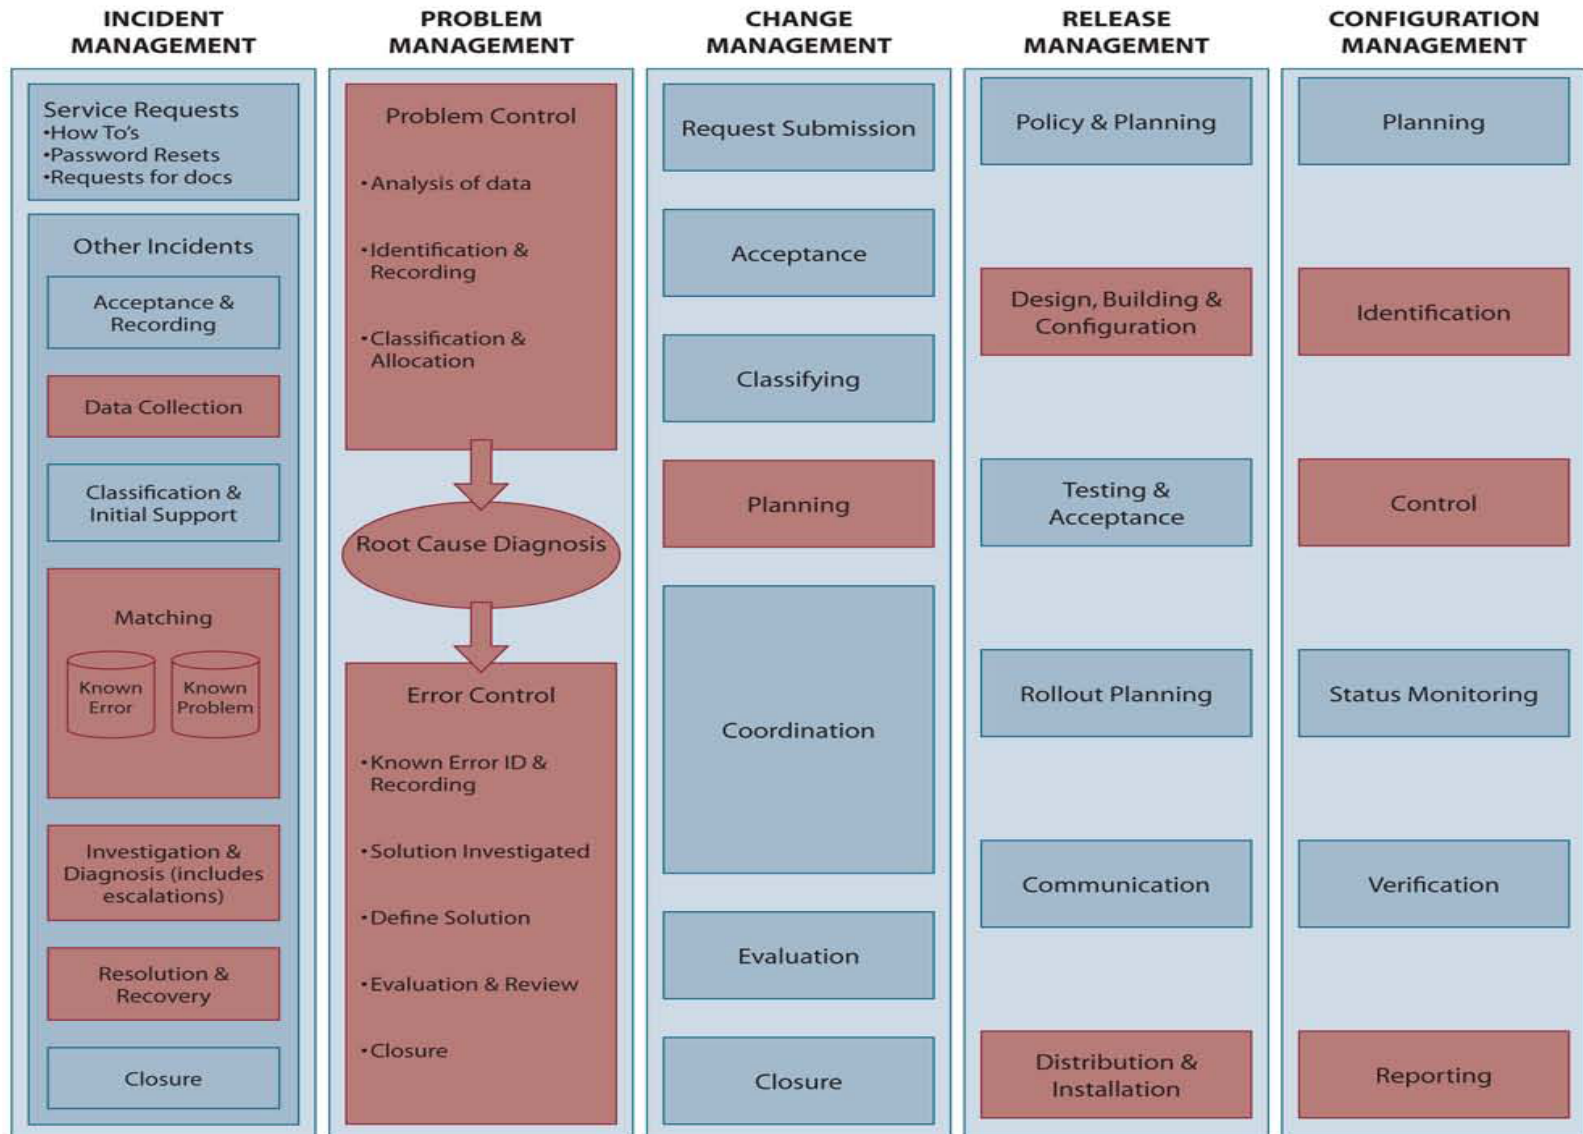 INCIDENT
MANAGEMENT
Service Requests
•How To's
•Password Resets
•Requests for docs
Other Incidents
Acceptance &
Recording
Data Collection
Classification &
Initial Support
Matching
Known
Error
Known
Problem
Investigation &
Diagnosis (includes
escalations)
Resolution &
Recovery
Closure
PROBLEM
MANAGEMENT
Problem Control
•Analysis of data
•Identification &
Recording
•Classification &
Allocation
Root Cause Diagnosis
Error Control
•Known Error ID &
Recording
•Solution Investigated
•Define Solution
•Evaluation & Review
•Closure
CHANGE
MANAGEMENT
Request Submission
Acceptance
Classifying
Planning
Coordination
Evaluation
Closure
RELEASE
MANAGEMENT
Policy & Planning
Design, Building &
Configuration
Testing &
Acceptance
Rollout Planning
Communication
Distribution &
Installation
CONFIGURATION
MANAGEMENT
Planning
Identification
Control
Status Monitoring
Verification
Reporting